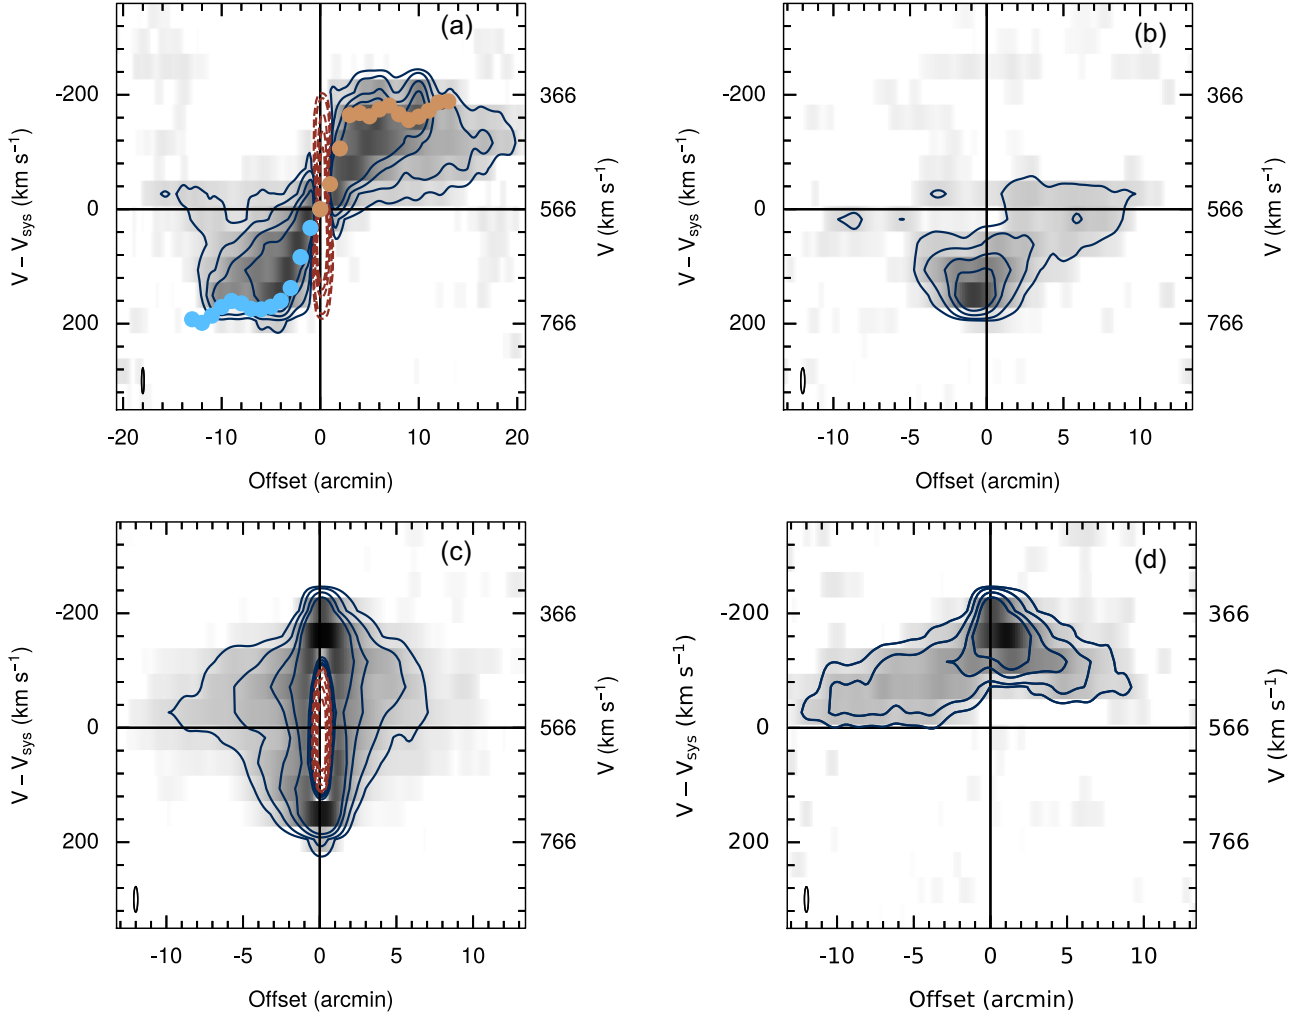 (a)
-200
0
200
366
566
766
V − Vsys (km s−1)
V (km s−1)
-20
-10
0
10
20
Offset (arcmin)
(b)
-200
0
200
366
566
766
V − Vsys (km s−1)
V (km s−1)
-10
-5
0
5
10
Offset (arcmin)
(c)
-200
0
200
366
566
766
V − Vsys (km s−1)
V (km s−1)
-10
-5
0
5
10
Offset (arcmin)
(d)
-200
0
200
366
566
766
V − Vsys (km s−1)
V (km s−1)
-10
-5
0
5
10
Offset (arcmin)